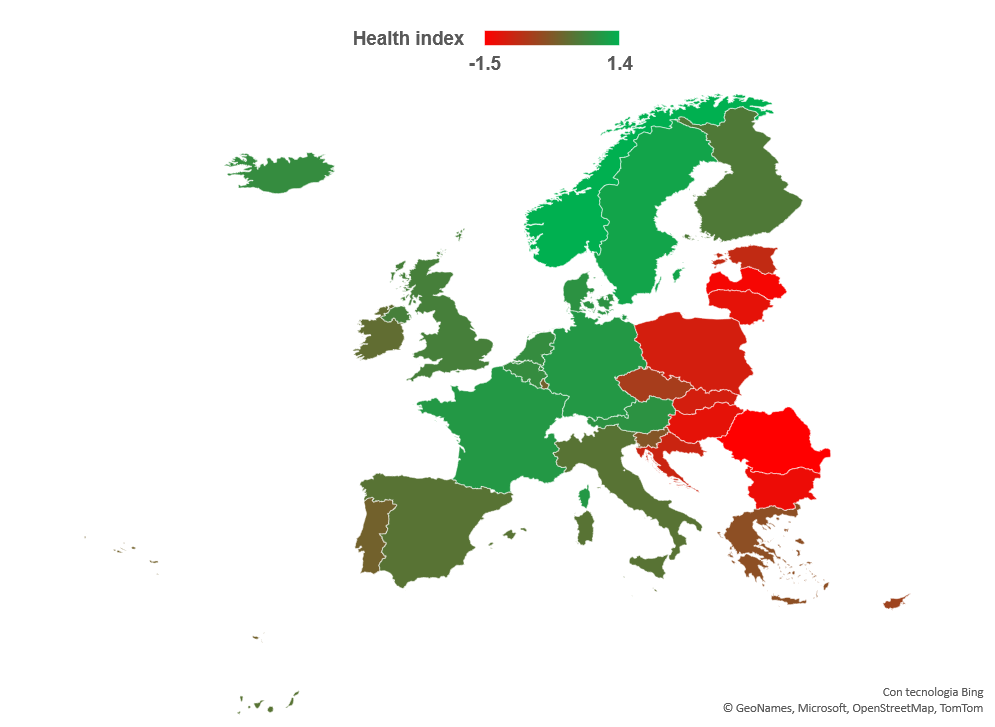 Health index
-1.5 1.4
Con tecnologia Bing
© GeoNames, Microsoft, OpenStreetMap, TomTom